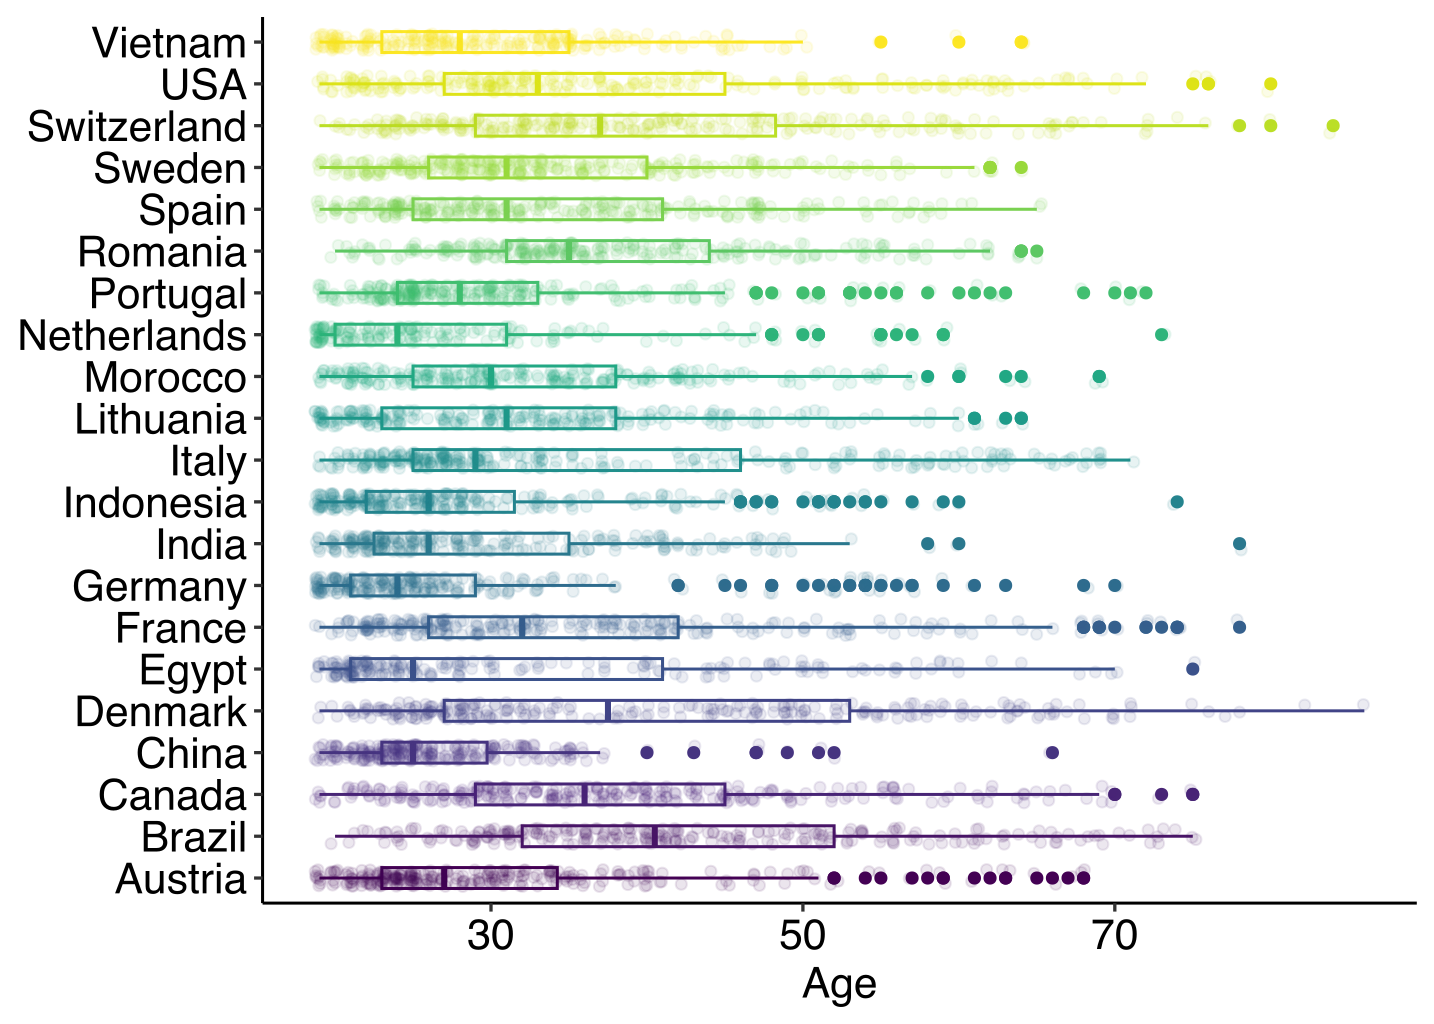 Vietnam
USA
Switzerland
Sweden
Spain
Romania
Portugal
Netherlands
Morocco
Lithuania
Italy
Indonesia
India
Germany
France
Egypt
Denmark
China
Canada
Brazil
Austria
30 50 70
Age